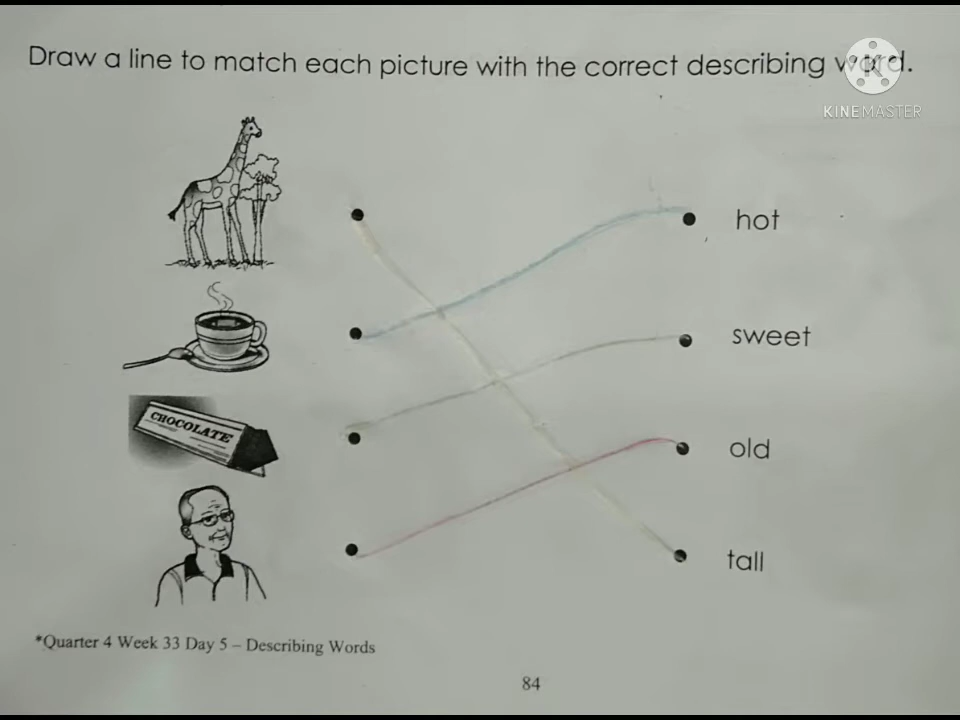 Draw a line to match each picture with the correct describing word.
KINEMASTER
hot
sweet
CHOCOLATE
old
tall
*Quarter 4 Week 33 Day 5 – Describing Words
84